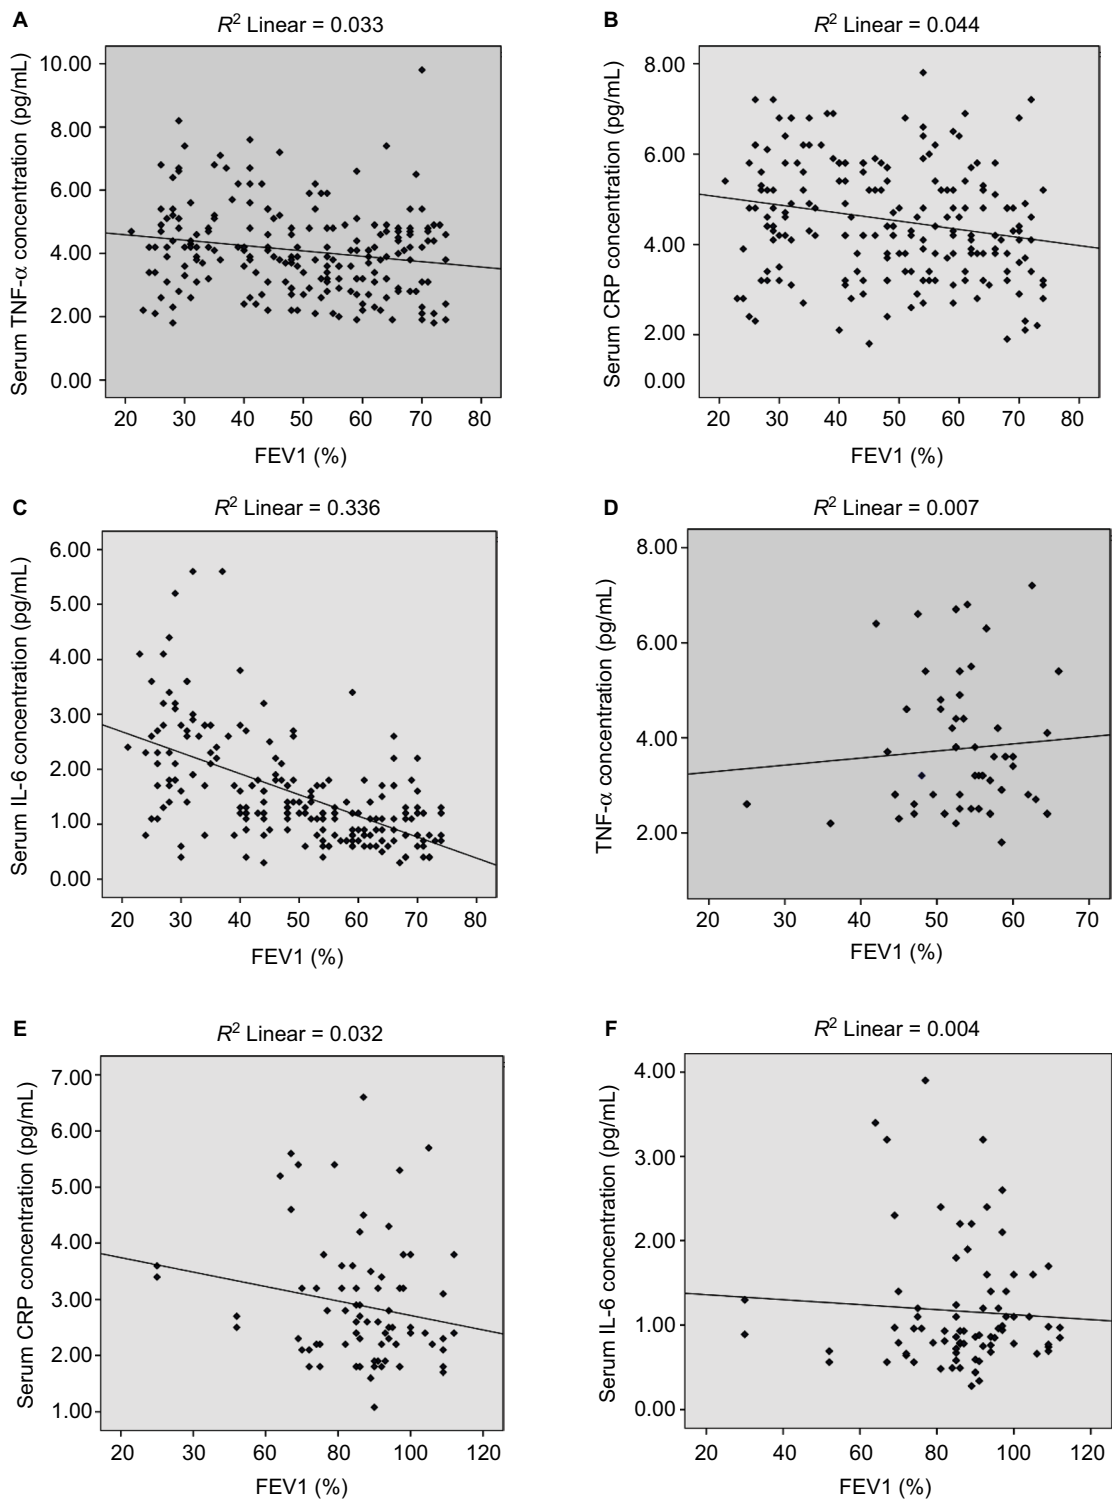 A
R² Linear = 0.033
Serum TNF-α concentration (pg/mL)
10.00
8.00
6.00
4.00
2.00
0.00
20 30 40 50 60 70 80
FEV1 (%)
B
R² Linear = 0.044
Serum CRP concentration (pg/mL)
8.00
6.00
4.00
2.00
0.00
20 30 40 50 60 70 80
FEV1 (%)
C
R² Linear = 0.336
Serum IL-6 concentration (pg/mL)
6.00
5.00
4.00
3.00
2.00
1.00
0.00
20 30 40 50 60 70 80
FEV1 (%)
D
R² Linear = 0.007
TNF-α concentration (pg/mL)
8.00
6.00
4.00
2.00
20 30 40 50 60 70
FEV1 (%)
E
R² Linear = 0.032
Serum CRP concentration (pg/mL)
7.00
6.00
5.00
4.00
3.00
2.00
1.00
20 30 60 80 100 120
FEV1 (%)
F
R² Linear = 0.004
Serum IL-6 concentration (pg/mL)
4.00
3.00
2.00
1.00
0.00
20 40 60 80 100 120
FEV1 (%)